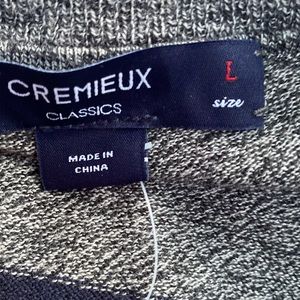 CREMIEUX
CLASSICS
L
size
MADE IN
CHINA